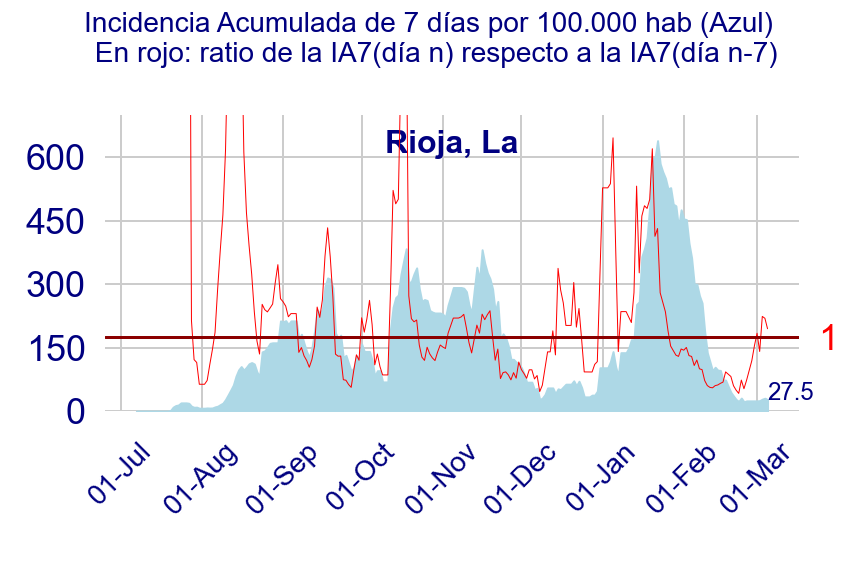 Incidencia Acumulada de 7 días por 100.000 hab (Azul)
En rojo: ratio de la IA7(día n) respecto a la IA7(día n-7)
Rioja, La
600
450
300
150
0
1
27.5
01-Jul
01-Aug
01-Sep
01-Oct
01-Nov
01-Dec
01-Jan
01-Feb
01-Mar